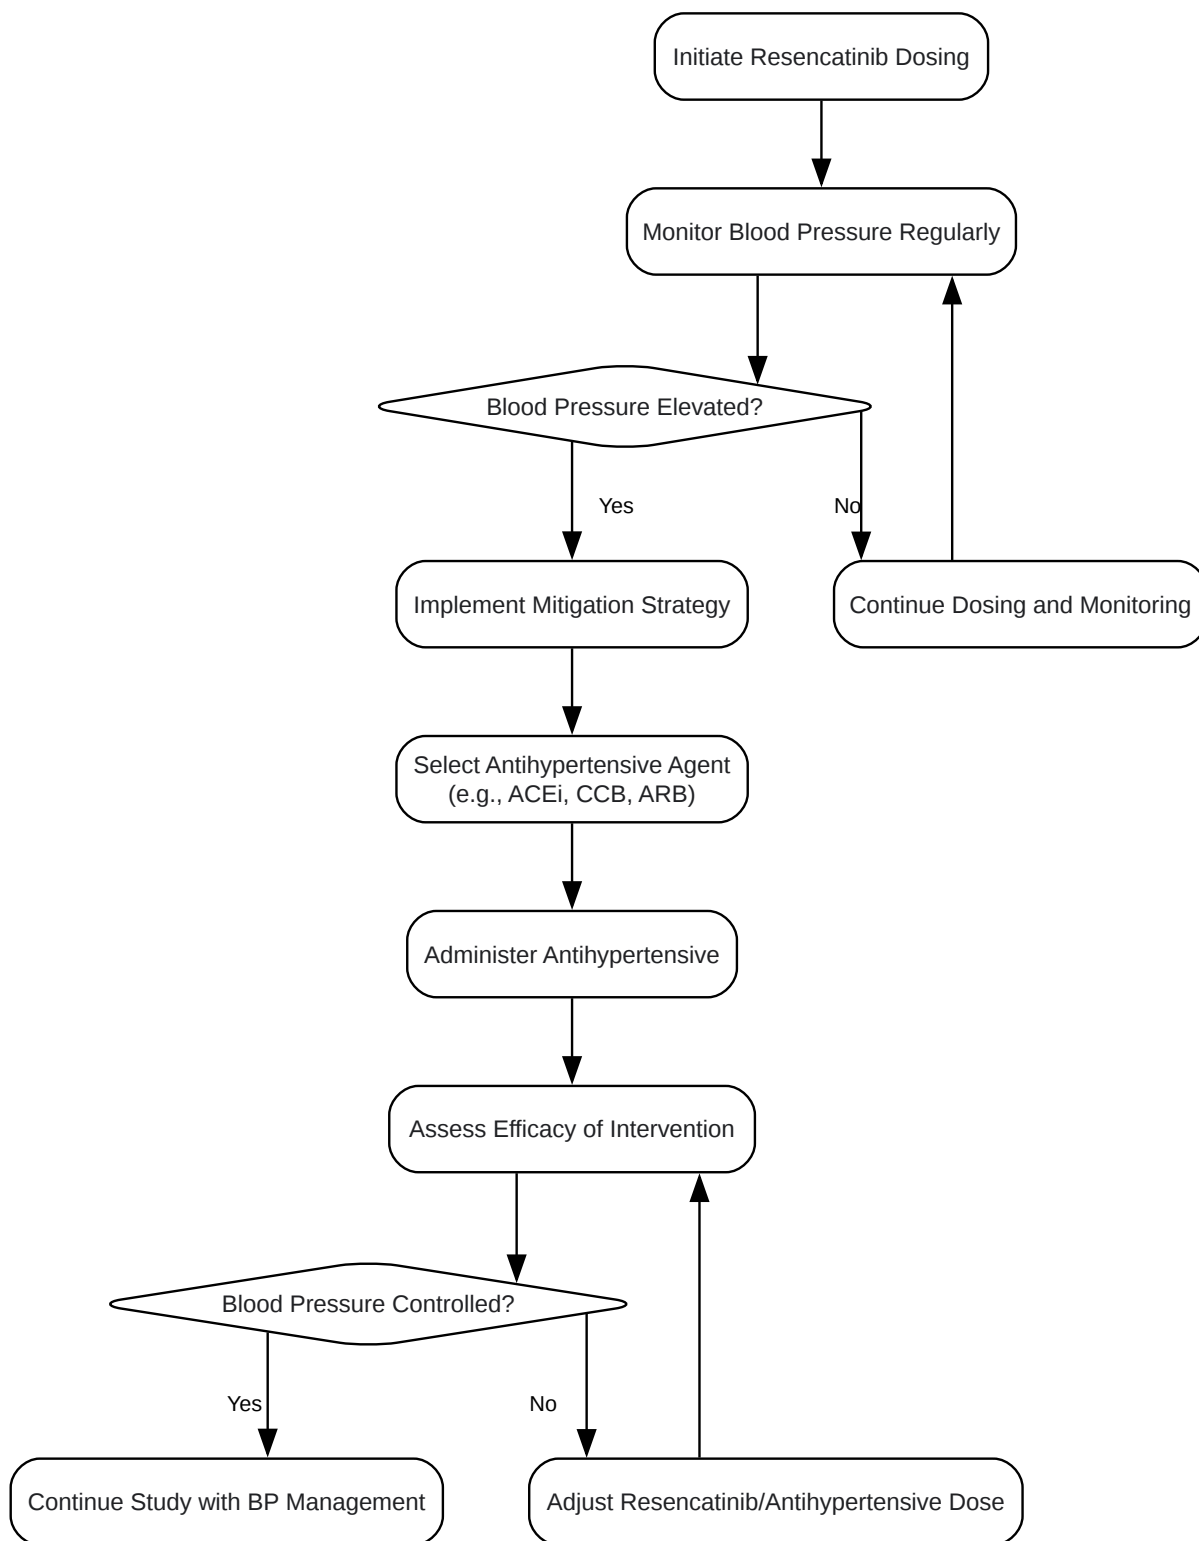 Initiate Resencatinib Dosing
Monitor Blood Pressure Regularly
Blood Pressure Elevated?
Yes
No
Implement Mitigation Strategy
Continue Dosing and Monitoring
Select Antihypertensive Agent
(e.g., ACEi, CCB, ARB)
Administer Antihypertensive
Assess Efficacy of Intervention
Blood Pressure Controlled?
Yes
No
Continue Study with BP Management
Adjust Resencatinib/Antihypertensive Dose